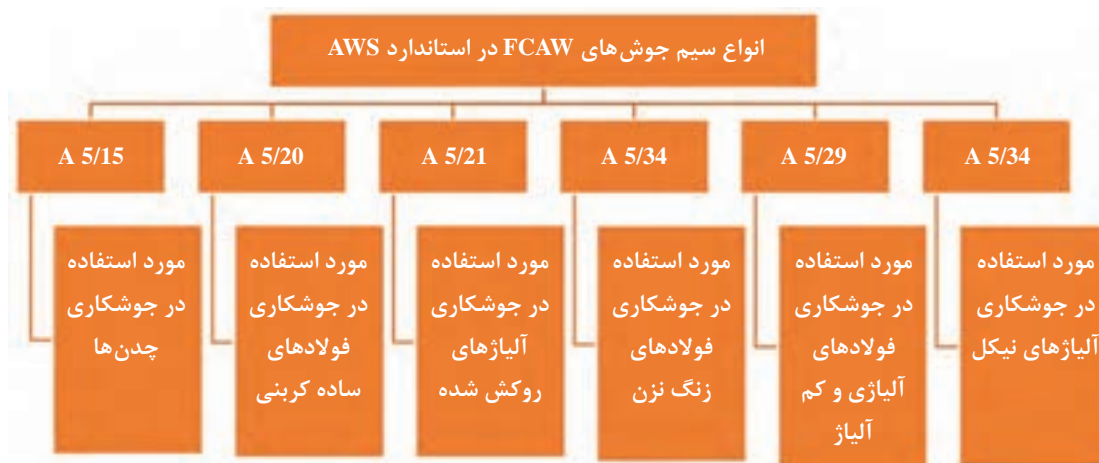 انواع سیم جوش‌های FCAW در استاندارد AWS
A 5/15
مورد استفاده
در جوشکاری
چدن‌ها
A 5/20
مورد استفاده
در جوشکاری
فولادهای
ساده کربنی
A 5/21
مورد استفاده
در جوشکاری
آلیاژهای
روکش شده
A 5/34
مورد استفاده
در جوشکاری
فولادهای
زنگ نزن
A 5/29
مورد استفاده
در جوشکاری
فولادهای
آلیاژی و کم
آلیاژ
A 5/34
مورد استفاده
در جوشکاری
آلیاژهای نیکل